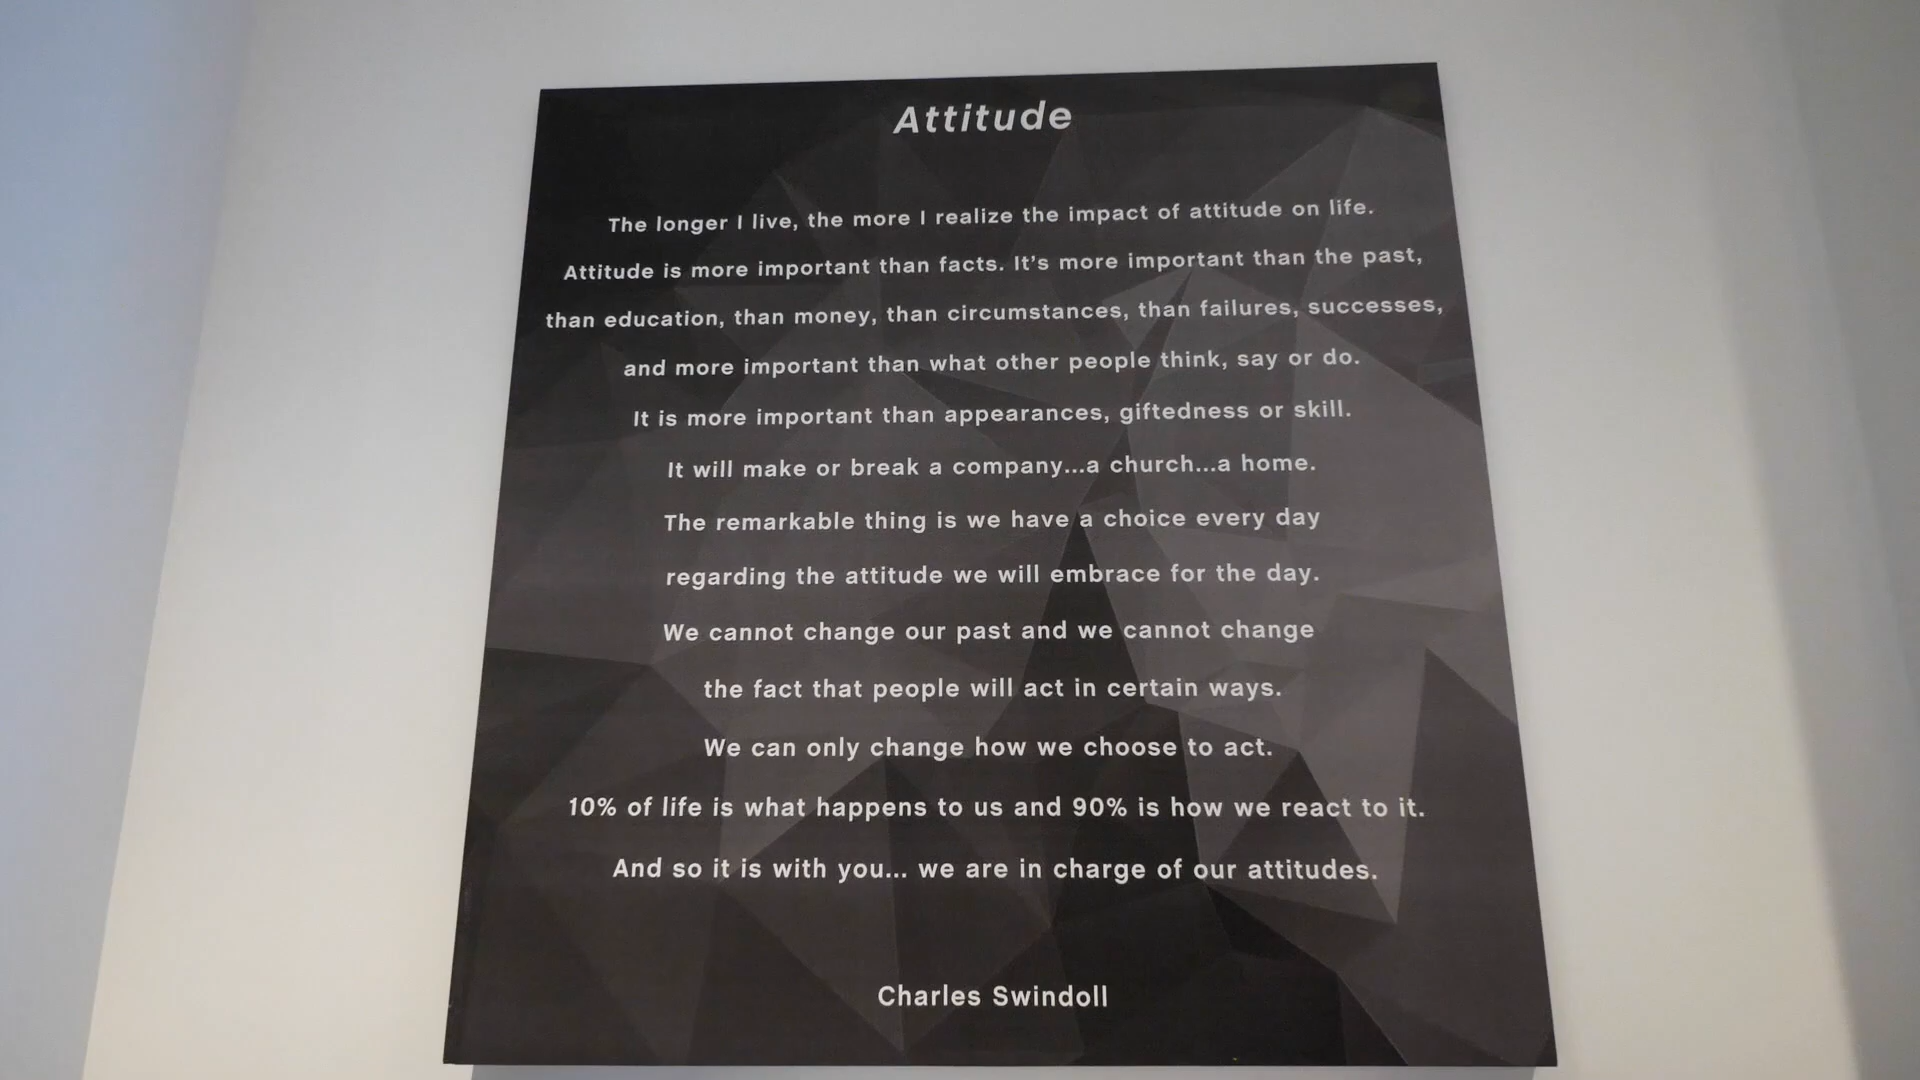 Attitude
The longer I live, the more I realize the impact of attitude on life.
Attitude is more important than facts. It's more important than the past,
than education, than money, than circumstances, than failures, successes,
and more important than what other people think, say or do.
It is more important than appearances, giftedness or skill.
It will make or break a company...a church...a home.
The remarkable thing is we have a choice every day
regarding the attitude we will embrace for the day.
We cannot change our past and we cannot change
the fact that people will act in certain ways.
We can only change how we choose to act.
10% of life is what happens to us and 90% is how we react to it.
And so it is with you... we are in charge of our attitudes.
Charles Swindoll